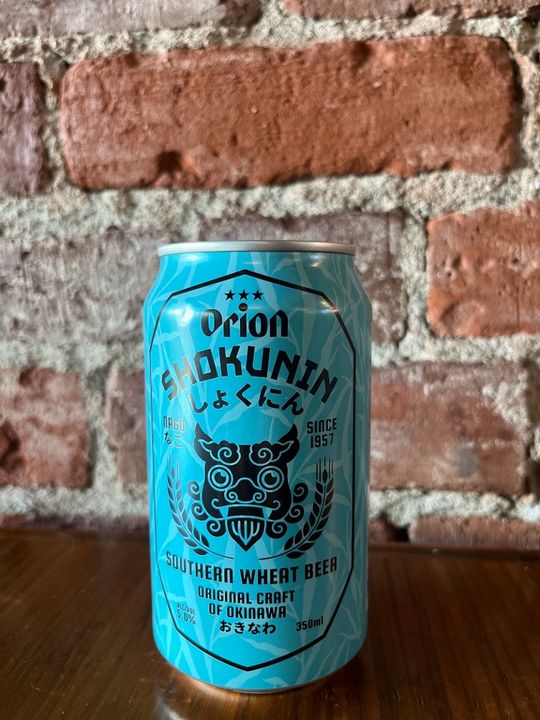 ★★★
Orion
SHOKUNIN
しょくにん
NAGO
なご
SINCE
1957
SOUTHERN WHEAT BEER
ORIGINAL CRAFT
OF OKINAWA
おきなわ
ALC/VOL
5.0%
350ml